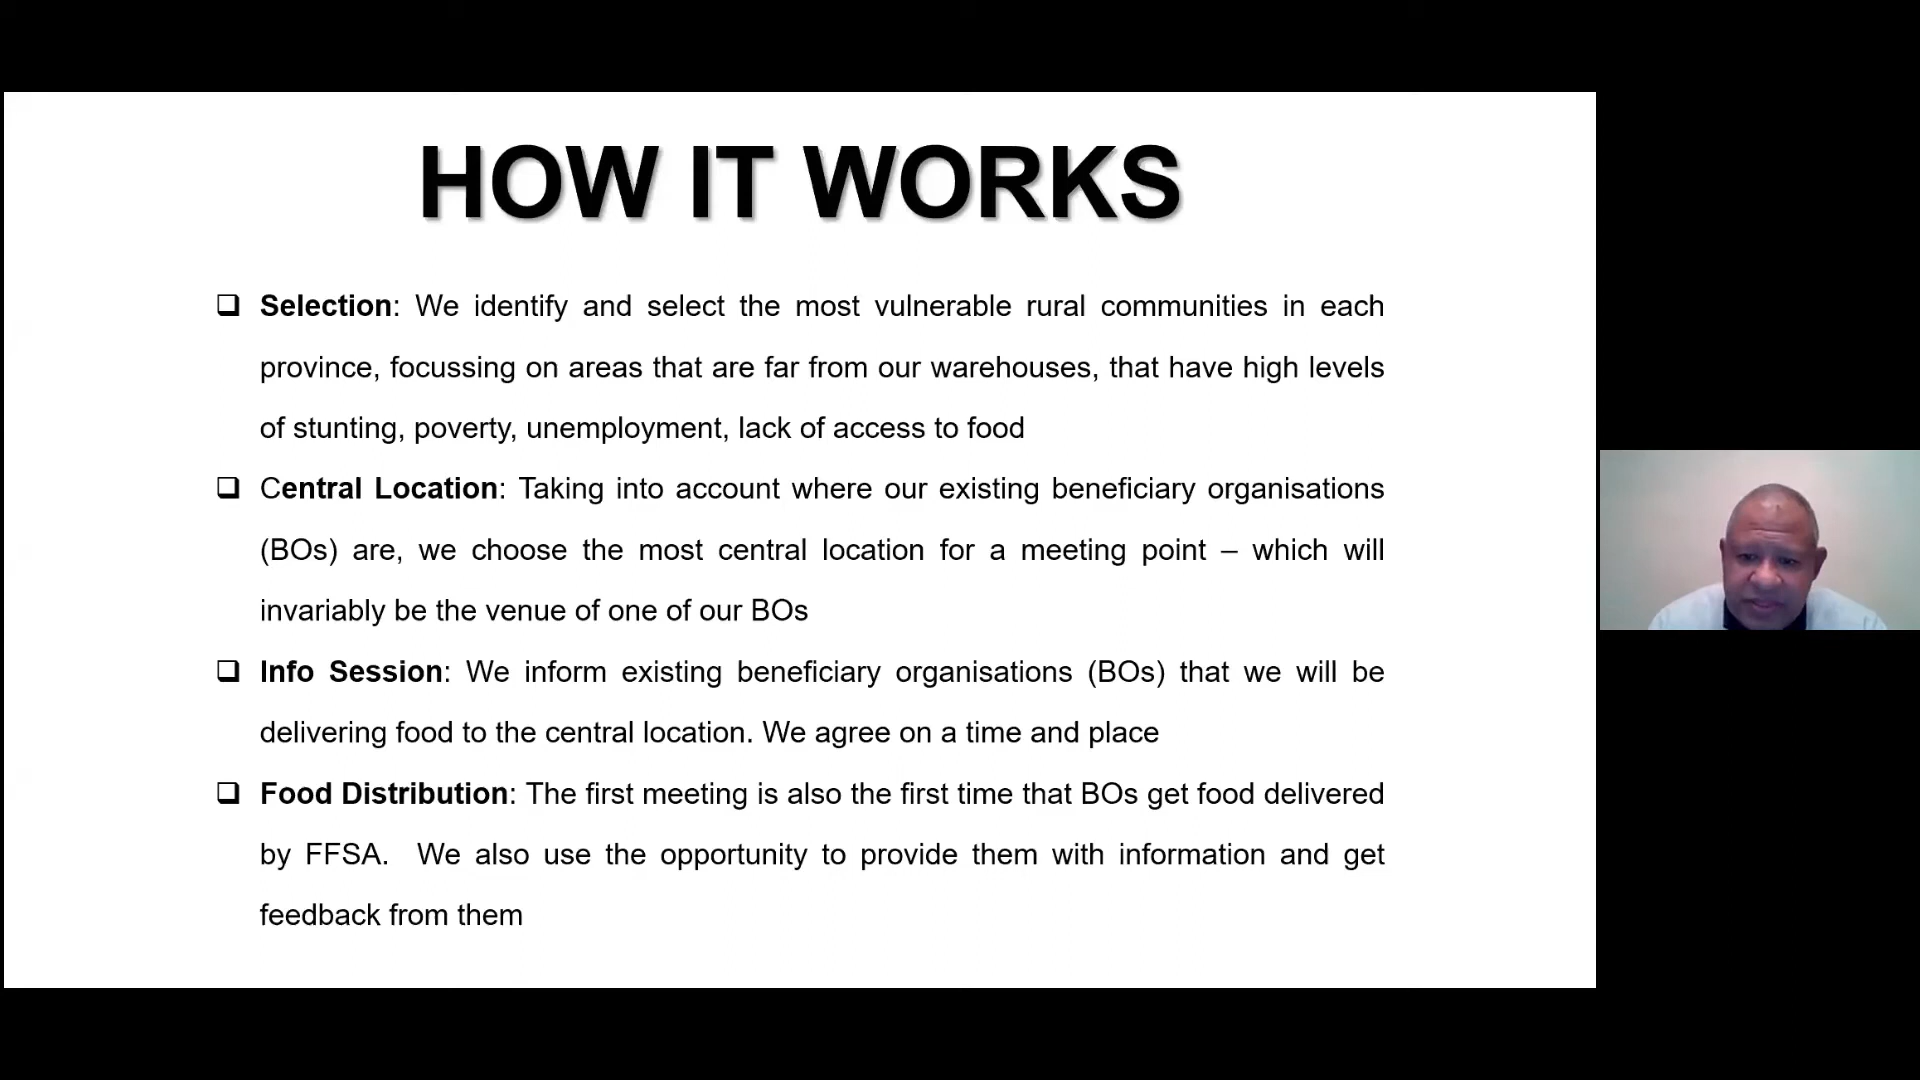 HOW IT WORKS
❑ Selection: We identify and select the most vulnerable rural communities in each
province, focussing on areas that are far from our warehouses, that have high levels
of stunting, poverty, unemployment, lack of access to food
❑ Central Location: Taking into account where our existing beneficiary organisations
(BOs) are, we choose the most central location for a meeting point – which will
invariably be the venue of one of our BOs
❑ Info Session: We inform existing beneficiary organisations (BOs) that we will be
delivering food to the central location. We agree on a time and place
❑ Food Distribution: The first meeting is also the first time that BOs get food delivered
by FFSA.  We also use the opportunity to provide them with information and get
feedback from them